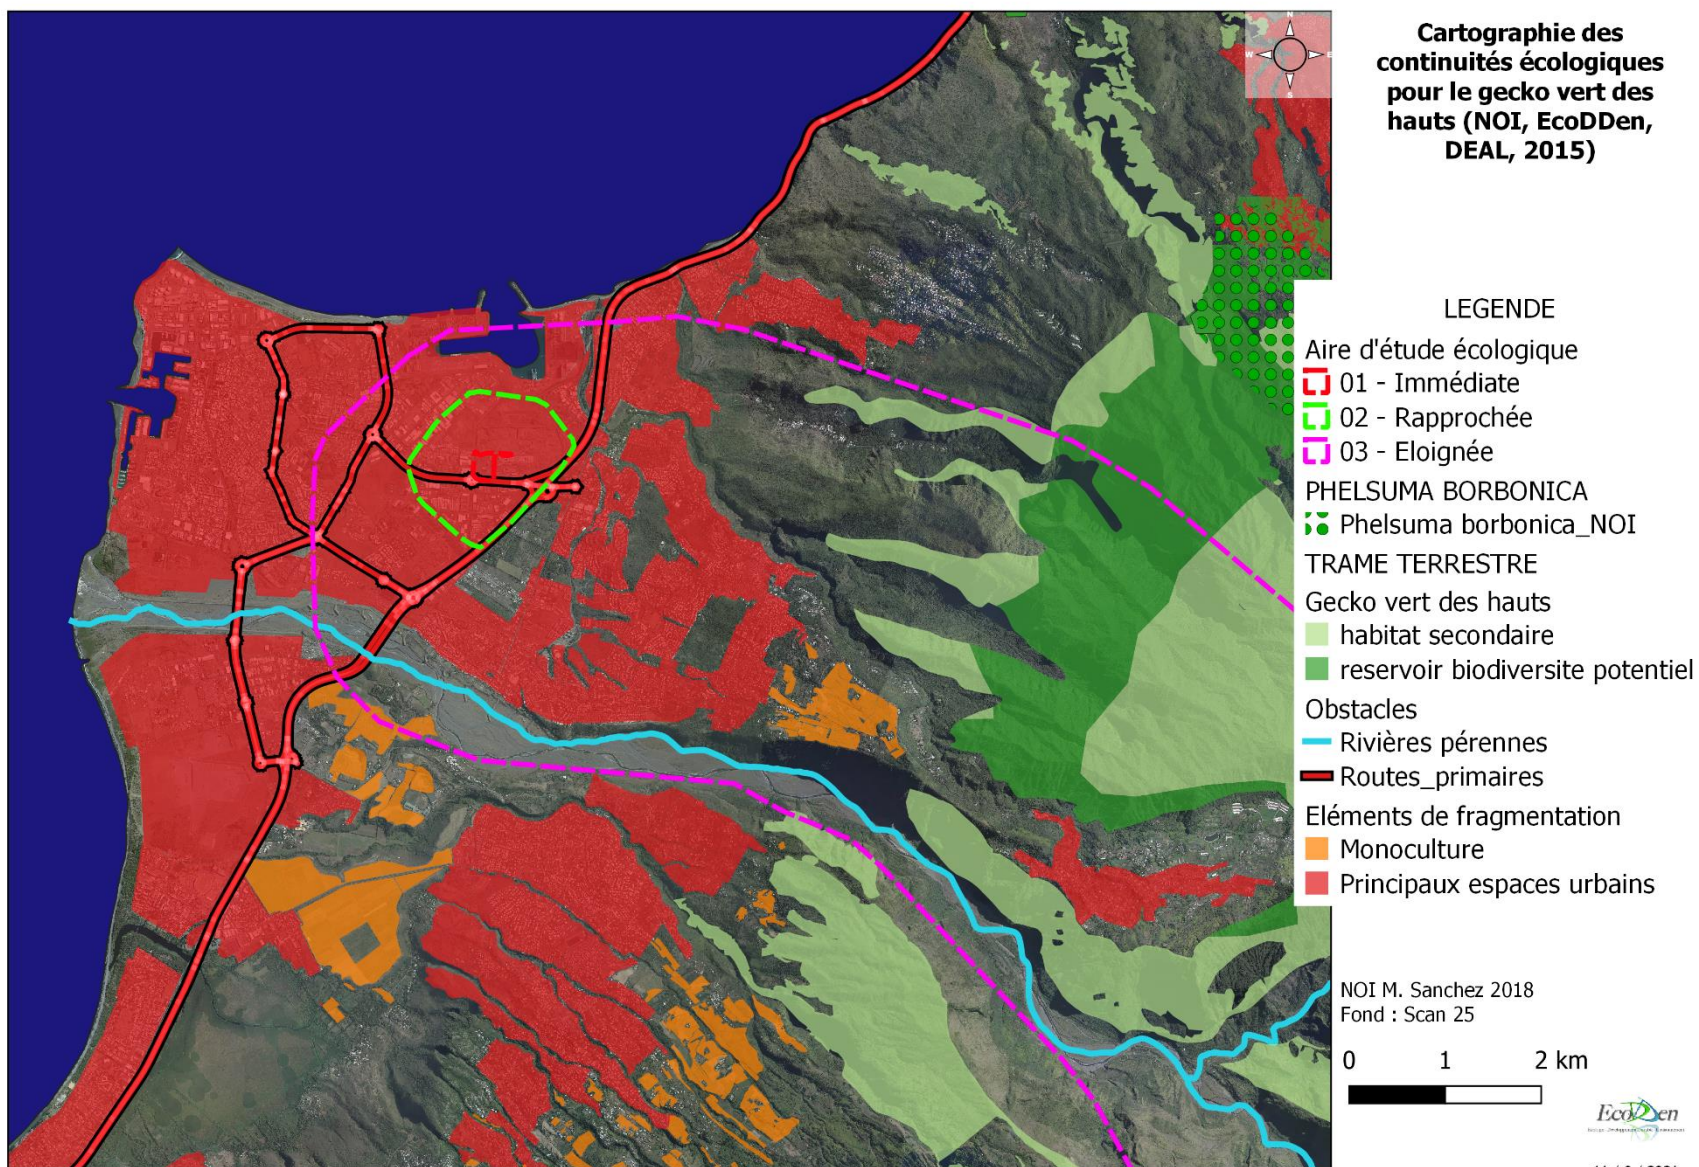 Cartographie des
continuités écologiques
pour le gecko vert des
hauts (NOI, EcoDDen,
DEAL, 2015)
N
W
E
S
LEGENDE
Aire d'étude écologique
01 - Immédiate
02 - Rapprochée
03 - Eloignée
PHELSUMA BORBONICA
Phelsuma borbonica_NOI
TRAME TERRESTRE
Gecko vert des hauts
habitat secondaire
reservoir biodiversite potentiel
Obstacles
Rivières pérennes
Routes_primaires
Eléments de fragmentation
Monoculture
Principaux espaces urbains
NOI M. Sanchez 2018
Fond : Scan 25
0 1 2 km
EcoDDen